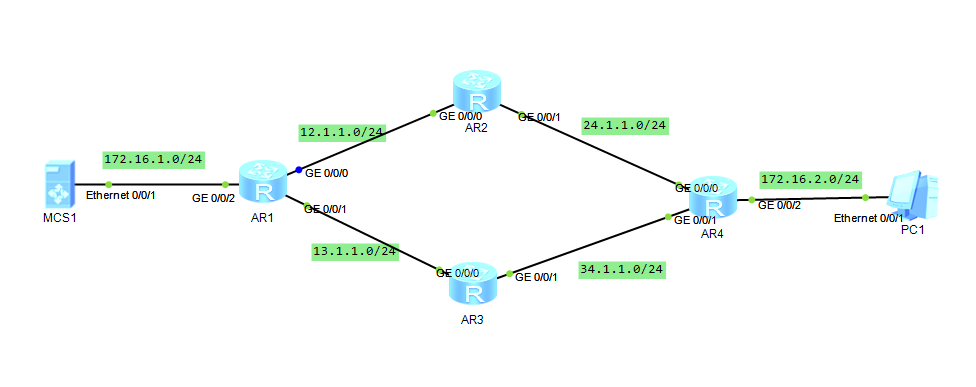 GE 0/0/0
AR2
GE 0/0/1
12.1.1.0/24
24.1.1.0/24
172.16.1.0/24
Ethernet 0/0/1
MCS1
GE 0/0/2
R
AR1
GE 0/0/0
GE 0/0/1
R
GE 0/0/0
172.16.2.0/24
GE 0/0/2
Ethernet 0/0/1
PC1
R
AR4
GE 0/0/1
13.1.1.0/24
34.1.1.0/24
GE 0/0/0
GE 0/0/1
R
AR3